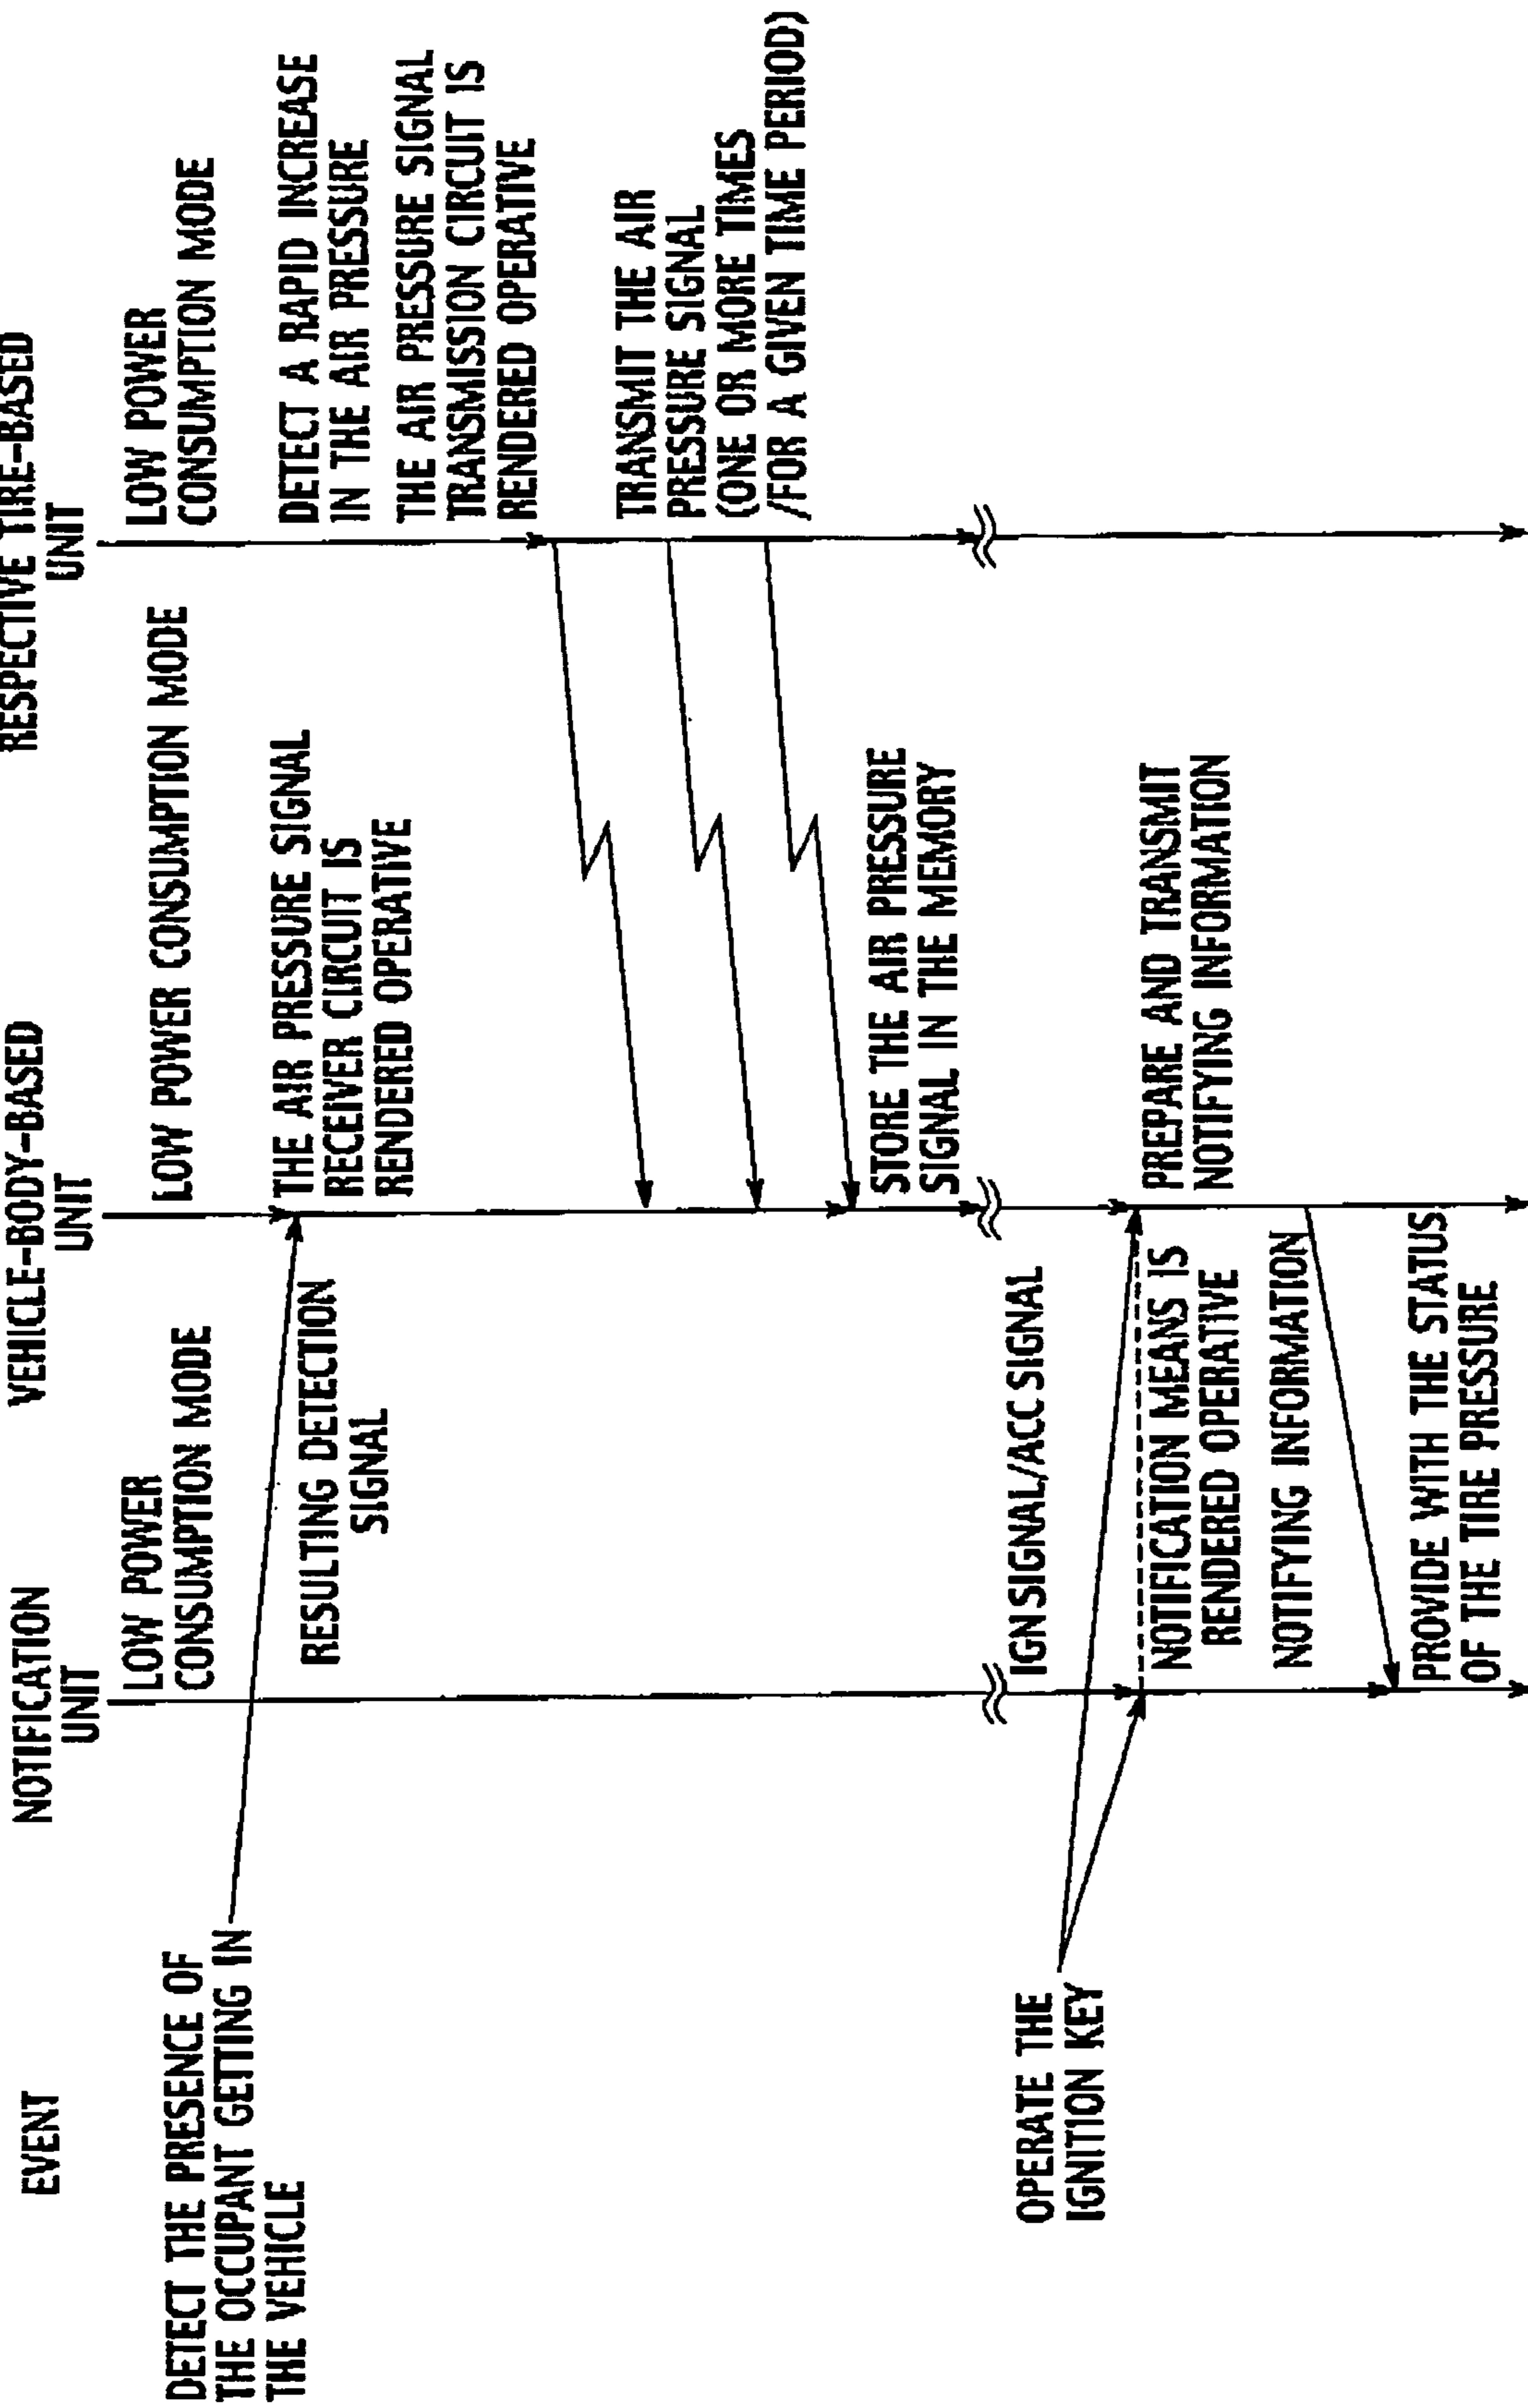 EVENT
NOTIFICATION
UNIT
VEHICLE-BODY-BASED
UNIT
RESPECTIVE TIRE-BASED
UNIT
DETECT THE PRESENCE OF
THE OCCUPANT GETTING IN
THE VEHICLE
LOW POWER
CONSUMPTION MODE
LOW POWER CONSUMPTION MODE
LOW POWER
CONSUMPTION MODE
RESULTING DETECTION
SIGNAL
THE AIR PRESSURE SIGNAL
RECEIVER CIRCUIT IS
RENDERED OPERATIVE
DETECT A RAPID INCREASE
IN THE AIR PRESSURE
THE AIR PRESSURE SIGNAL
TRANSMISSION CIRCUIT IS
RENDERED OPERATIVE
TRANSMIT THE AIR
PRESSURE SIGNAL
(ONE OR MORE TIMES
/FOR A GIVEN TIME PERIOD)
STORE THE AIR PRESSURE
SIGNAL IN THE MEMORY
OPERATE THE
IGNITION KEY
IGN SIGNAL/ACC SIGNAL
NOTIFICATION MEANS IS
RENDERED OPERATIVE
PREPARE AND TRANSMIT
NOTIFYING INFORMATION
NOTIFYING INFORMATION
PROVIDE WITH THE STATUS
OF THE TIRE PRESSURE